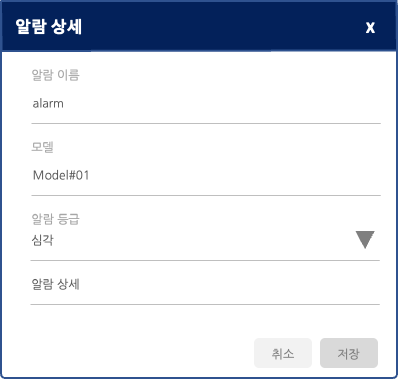 알람 상세 X
알람 이름
alarm
모델
Model#01
알람 등급
심각
알람 상세
취소 저장